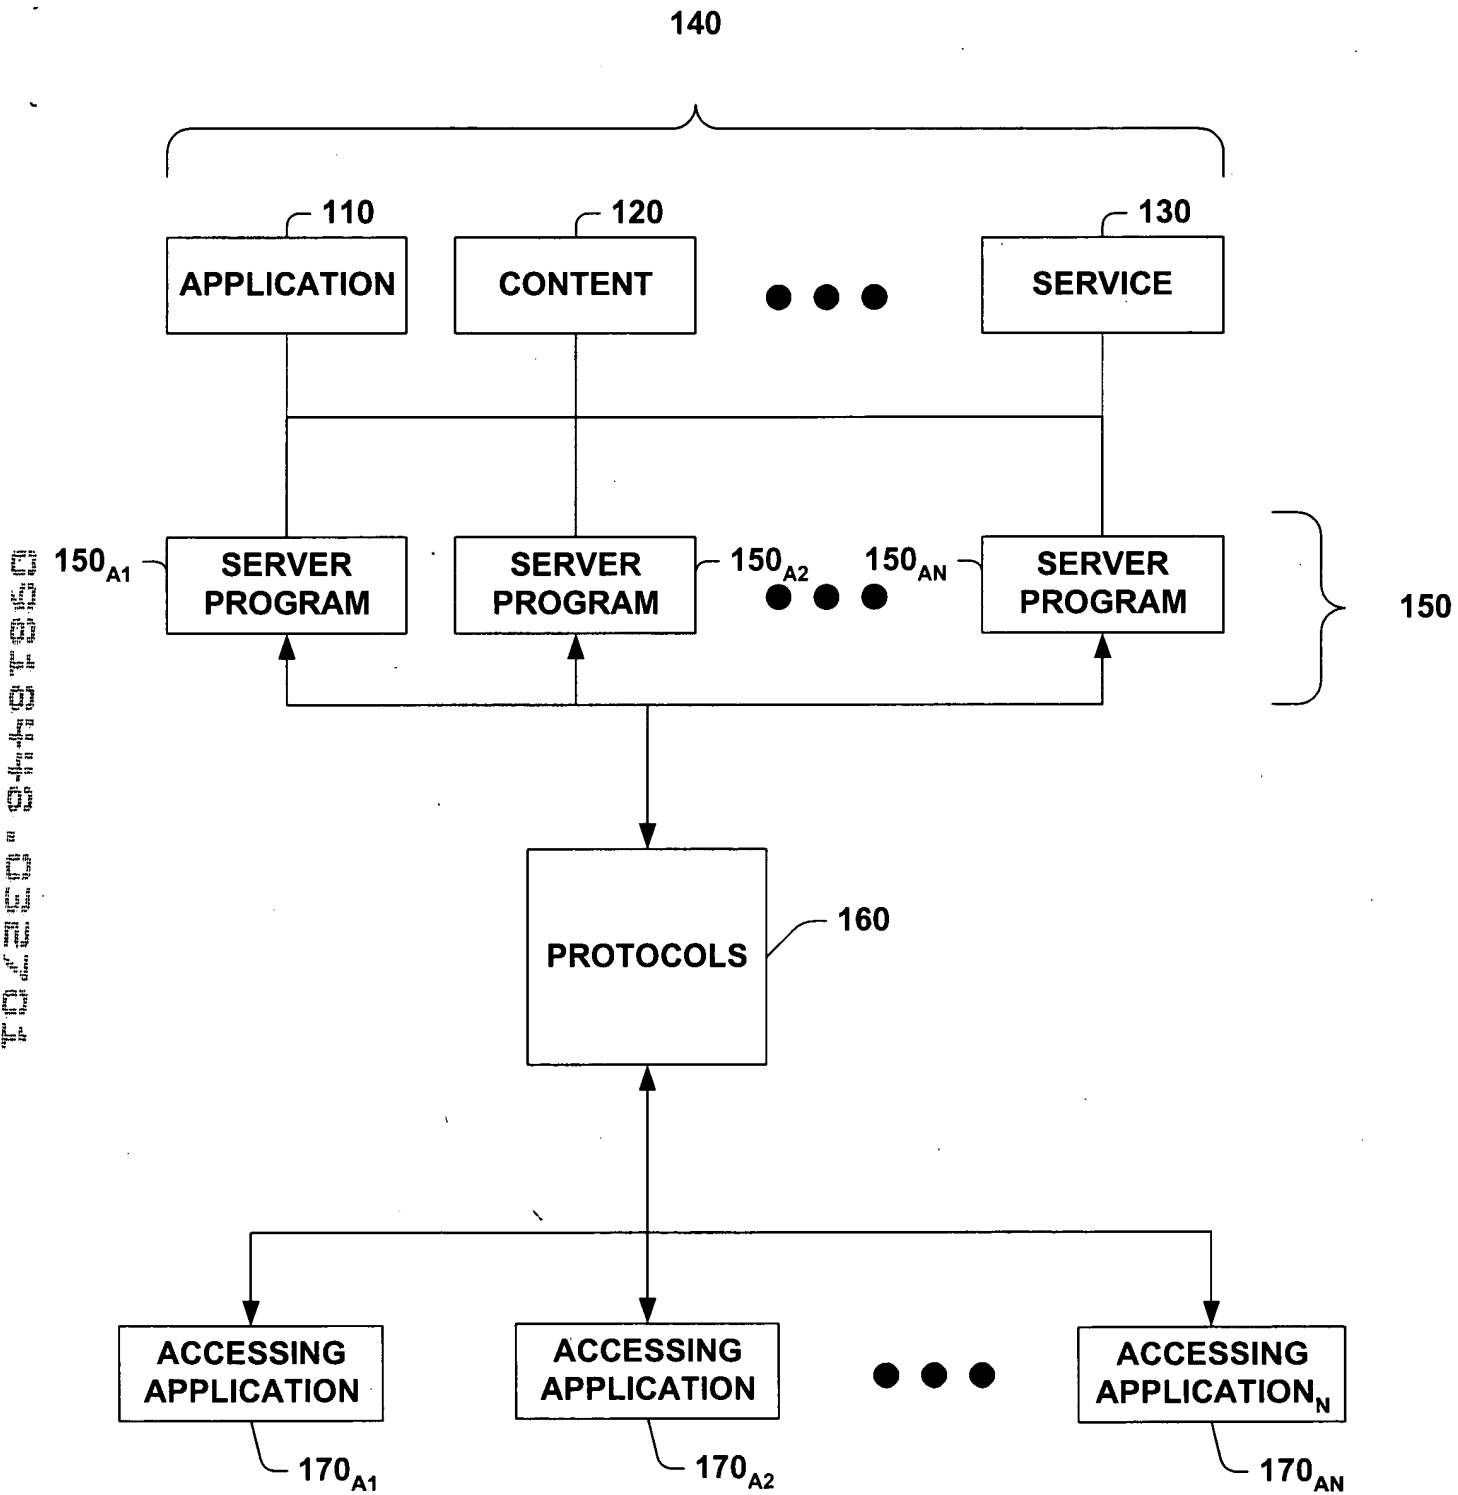 140
110
120
130
APPLICATION
CONTENT
SERVICE
150A1
SERVER
PROGRAM
SERVER
PROGRAM
150A2
150AN
SERVER
PROGRAM
150
PROTOCOLS
160
ACCESSING
APPLICATION
ACCESSING
APPLICATION
ACCESSING
APPLICATIONN
170A1
170A2
170AN